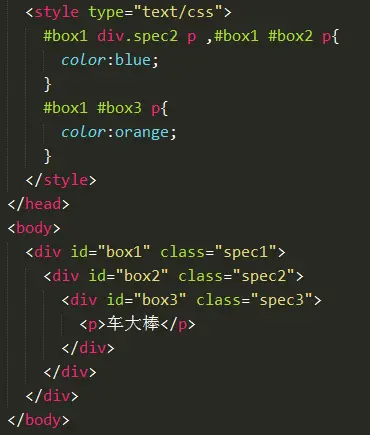 <style type="text/css">
#box1 div.spec2 p ,#box1 #box2 p{
color:blue;
}
#box1 #box3 p{
color:orange;
}
</style>
</head>
<body>
<div id="box1" class="spec1">
<div id="box2" class="spec2">
<div id="box3" class="spec3">
<p>车大棒</p>
</div>
</div>
</div>
</body>